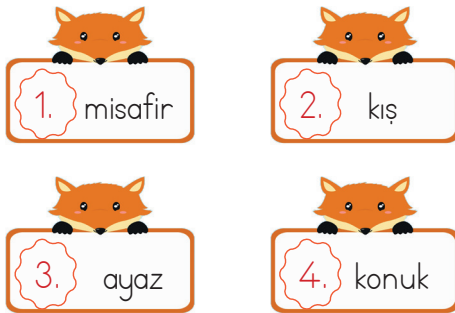 1. misafir
2. kış
3. ayaz
4. konuk